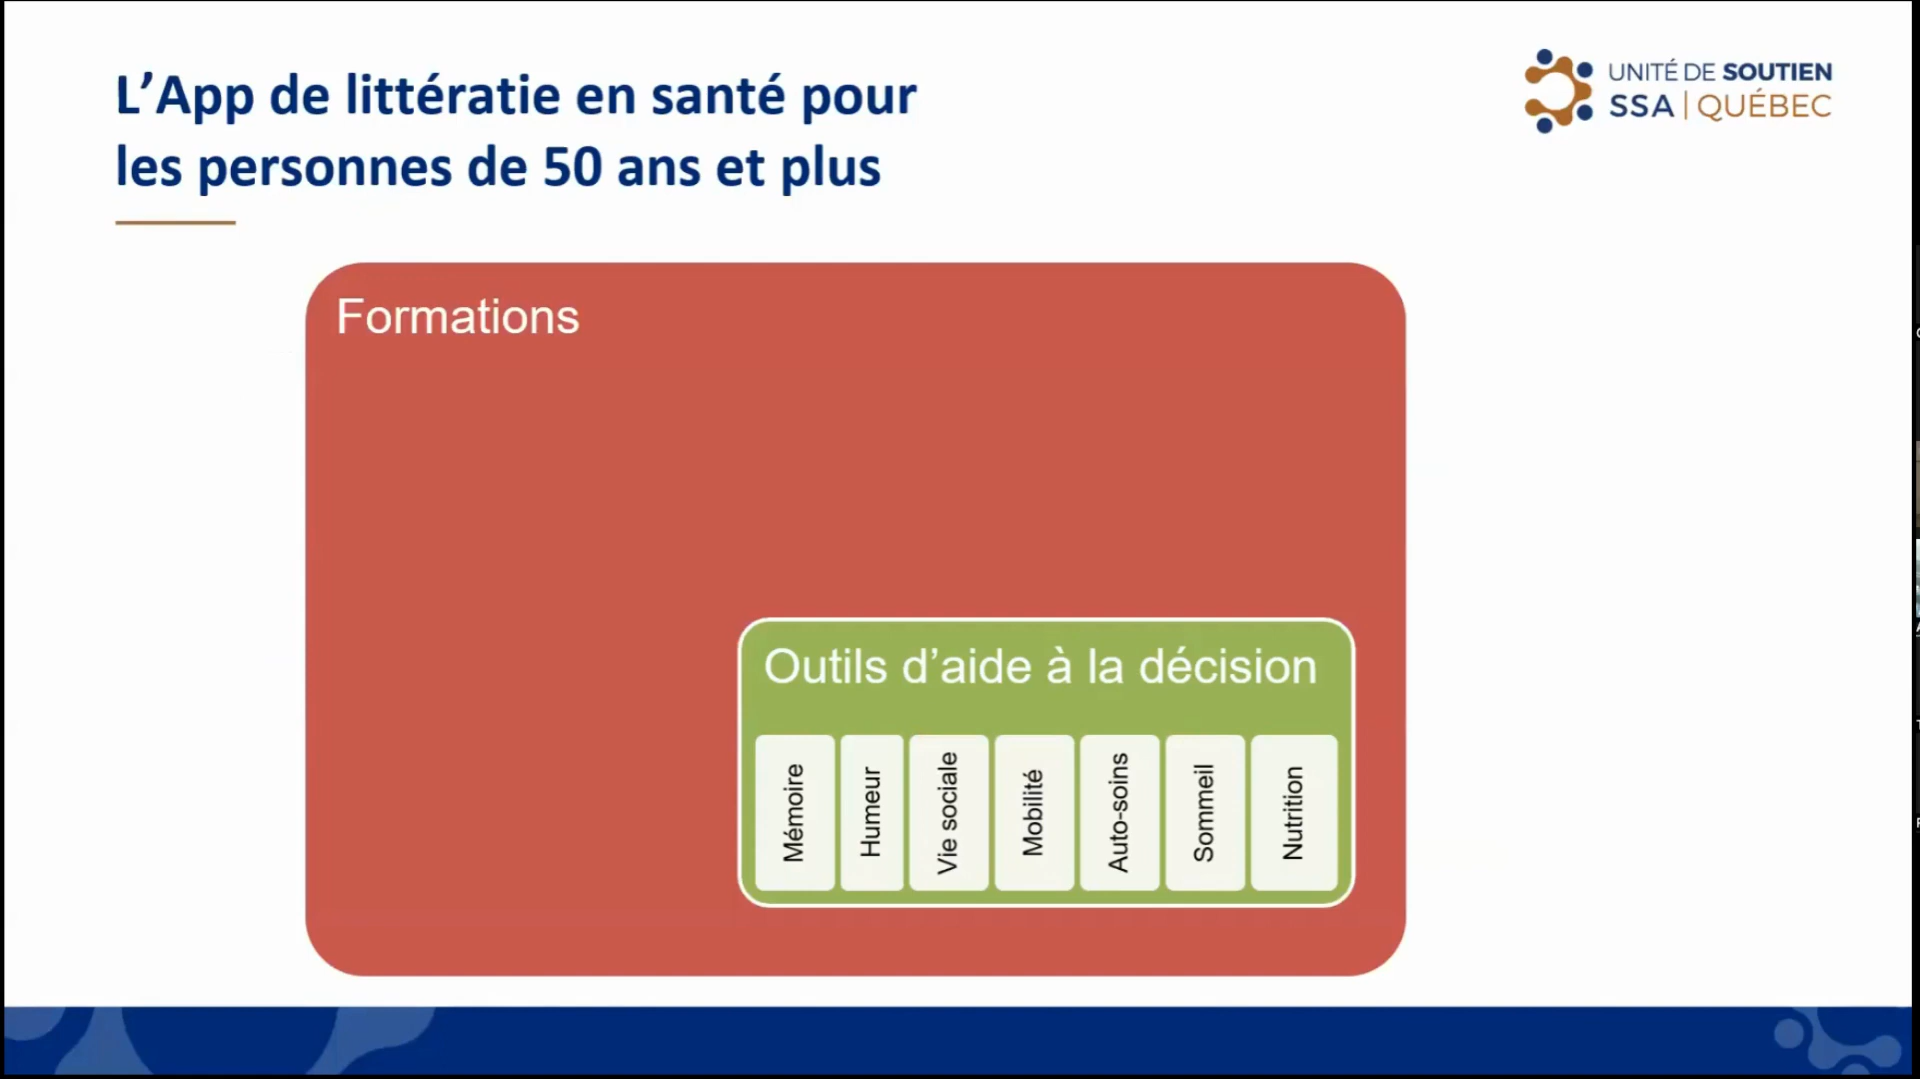 L’App de littératie en santé pour
les personnes de 50 ans et plus
UNITÉ DE SOUTIEN
SSA | QUÉBEC
Formations
Outils d’aide à la décision
Mémoire
Humeur
Vie sociale
Mobilité
Auto-soins
Sommeil
Nutrition